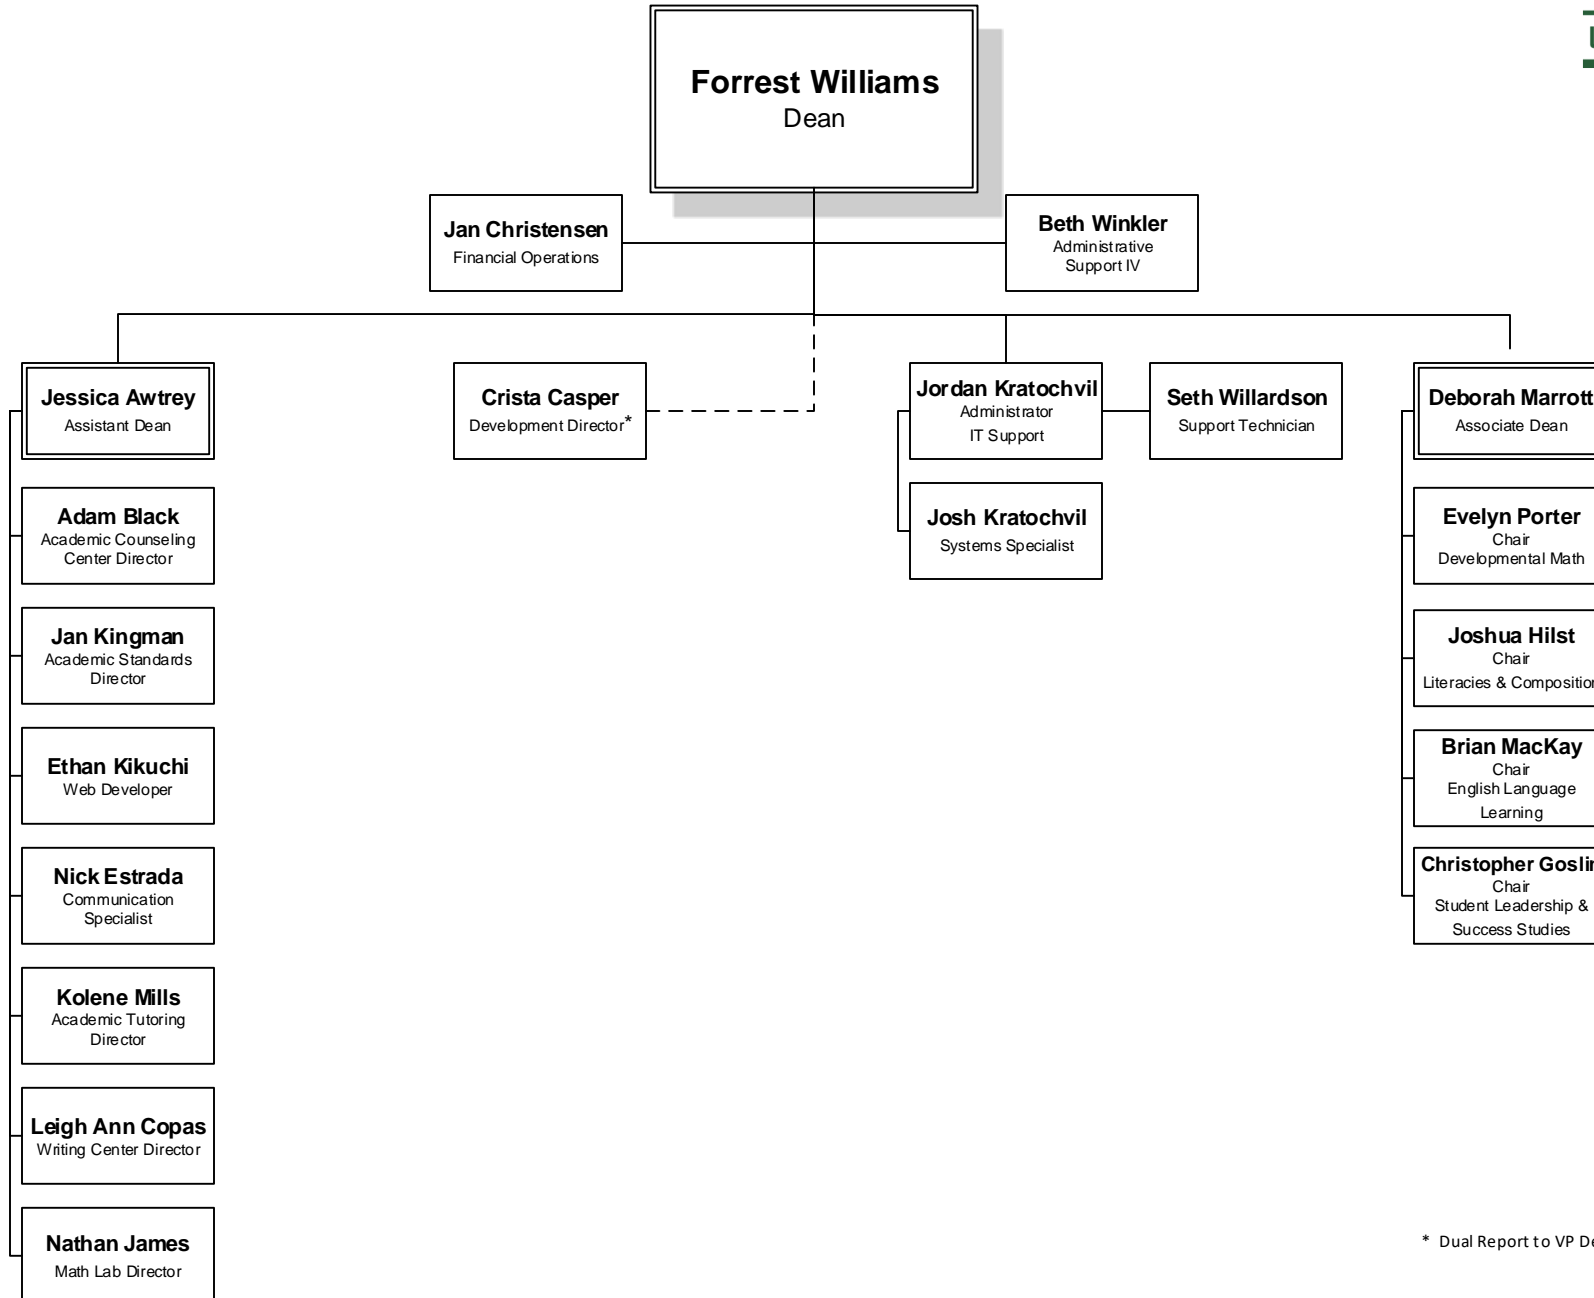 Forrest Williams
Dean
Jan Christensen
Financial Operations
Beth Winkler
Administrative
Support IV
Jessica Awtrey
Assistant Dean
Crista Casper
Development Director*
Jordan Kratochvil
Administrator
IT Support
Seth Willardson
Support Technician
Deborah Marrott
Associate Dean
Adam Black
Academic Counseling
Center Director
Jan Kingman
Academic Standards
Director
Ethan Kikuchi
Web Developer
Nick Estrada
Communication
Specialist
Kolene Mills
Academic Tutoring
Director
Leigh Ann Copas
Writing Center Director
Nathan James
Math Lab Director
Josh Kratochvil
Systems Specialist
Evelyn Porter
Chair
Developmental Math
Joshua Hilst
Chair
Literacies &
Brian MacKay
Chair
English Language
Learning
Christopher
Chair
Student Leadership &
Success Studies
* Dual Report to VP